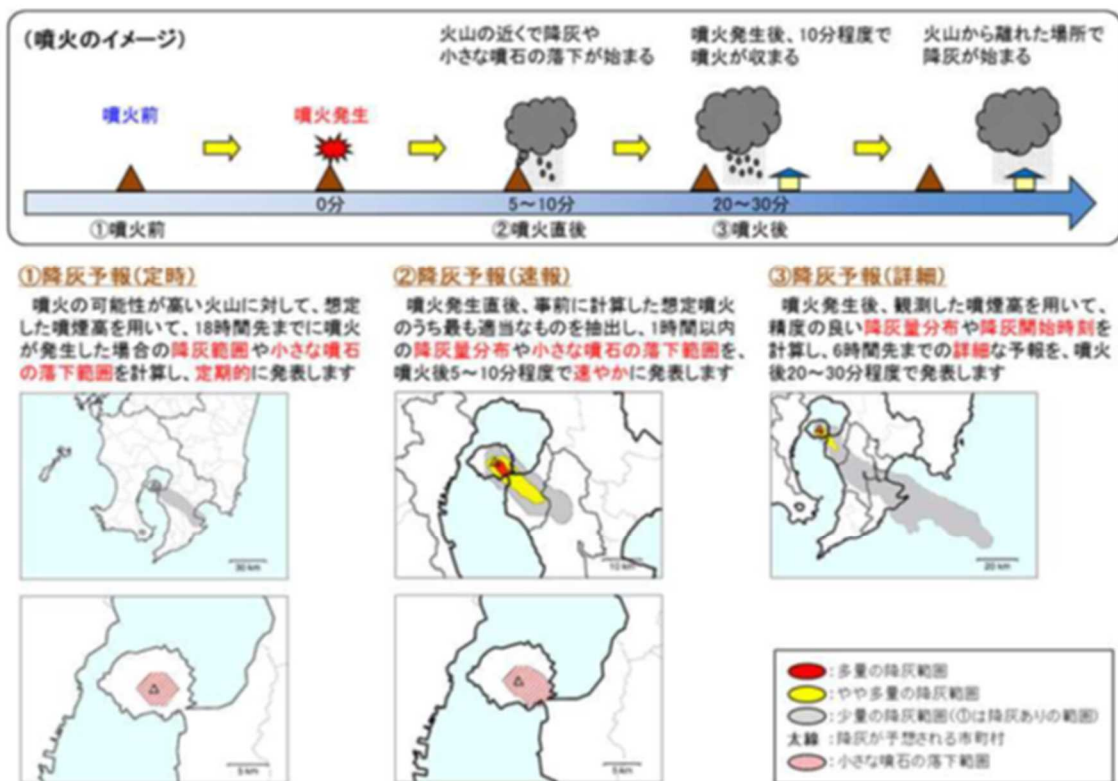 (噴火のイメージ)
火山の近くで降灰や
小さな噴石の落下が始まる
噴火発生後、10分程度で
噴火が収まる
火山から離れた場所で
降灰が始まる
噴火前
噴火発生
0分
5～10分
20～30分
①噴火前
②噴火直後
③噴火後
①降灰予報(定時)
噴火の可能性が高い火山に対して、想定
した噴煙高を用いて、18時間先までに噴火
が発生した場合の降灰範囲や小さな噴石
の落下範囲を計算し、定期的に発表します
30 km
5 km
②降灰予報(速報)
噴火発生直後、事前に計算した想定噴火
のうち最も適当なものを抽出し、1時間以内
の降灰量分布や小さな噴石の落下範囲を、
噴火後5～10分程度で速やかに発表します
10 km
5 km
③降灰予報(詳細)
噴火発生後、観測した噴煙高を用いて、
精度の良い降灰量分布や降灰開始時刻を
計算し、6時間先までの詳細な予報を、噴火
後20～30分程度で発表します
20 km
:多量の降灰範囲
:やや多量の降灰範囲
:少量の降灰範囲(①は降灰ありの範囲)
太線 :降灰が予想される市町村
:小さな噴石の落下範囲